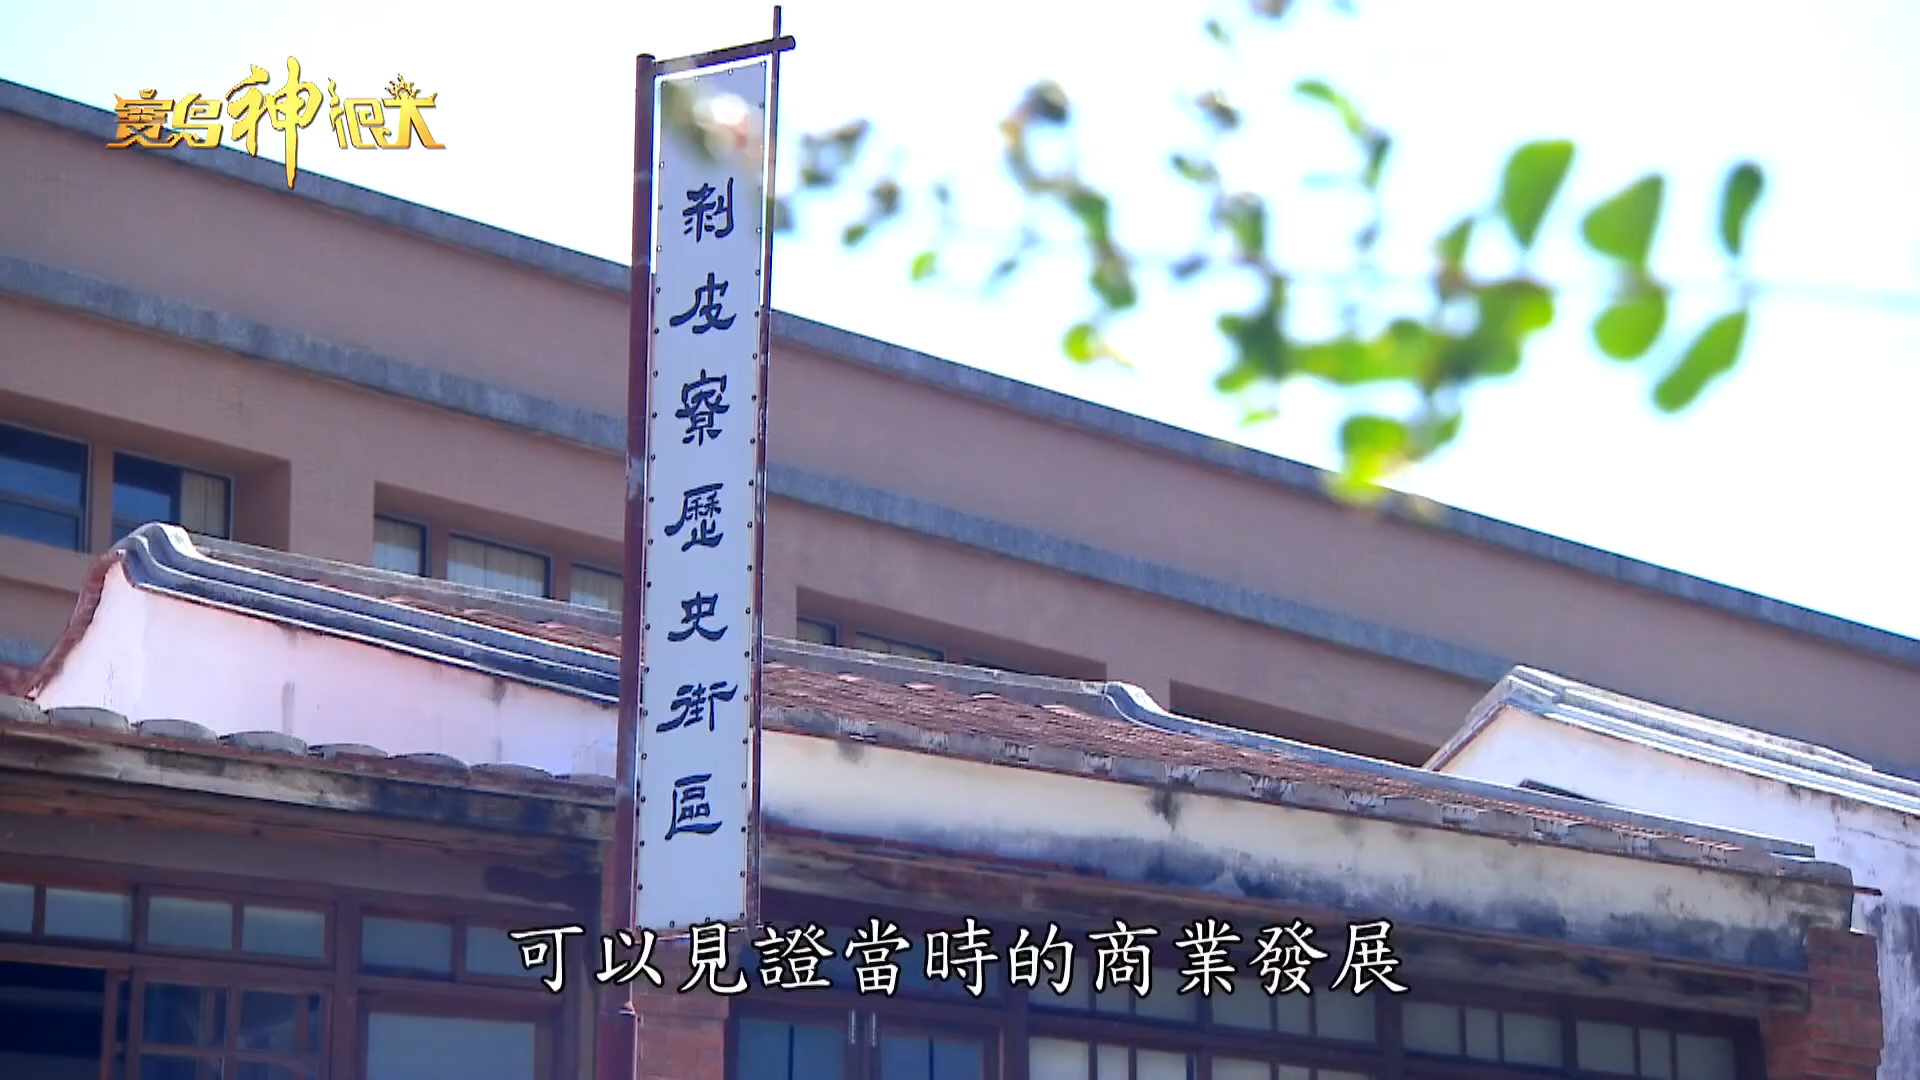 寶島神很大
剥皮寮歷史街區
可以見證當時的商業發展